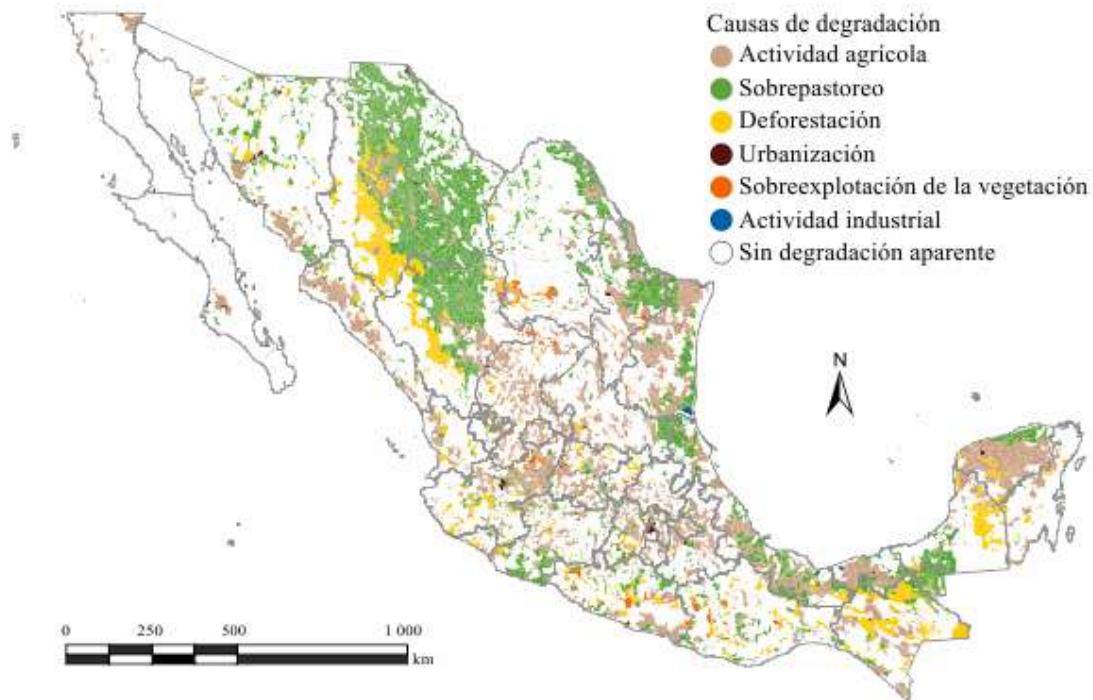 Causas de degradación
Actividad agrícola
Sobrepastoreo
Deforestación
Urbanización
Sobreexplotación de la vegetación
Actividad industrial
Sin degradación aparente
N
0 250 500 1 000
km